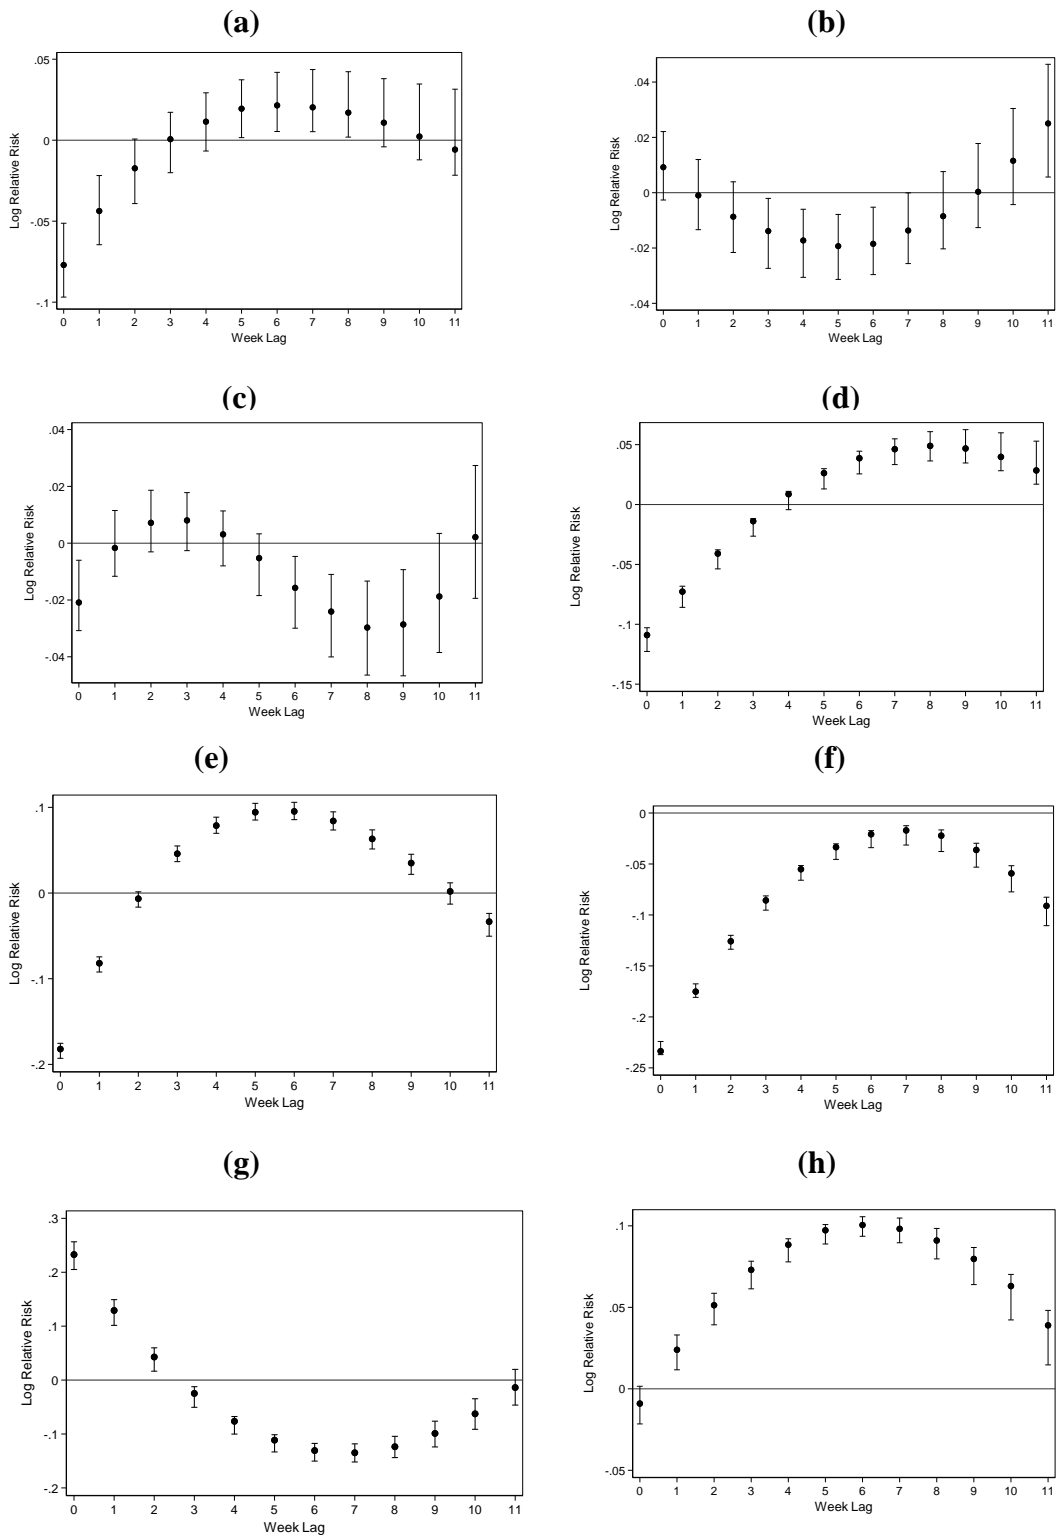 (a)
.05
0
-.05
-.1
Log Relative Risk
0 1 2 3 4 5 6 7 8 9 10 11
Week Lag
(b)
.04
.02
0
-.02
-.04
Log Relative Risk
0 1 2 3 4 5 6 7 8 9 10 11
Week Lag
(c)
.04
.02
0
-.02
-.04
Log Relative Risk
0 1 2 3 4 5 6 7 8 9 10 11
Week Lag
(d)
.05
0
-.05
-.1
-.15
Log Relative Risk
0 1 2 3 4 5 6 7 8 9 10 11
Week Lag
(e)
.1
0
-.1
-.2
Log Relative Risk
0 1 2 3 4 5 6 7 8 9 10 11
Week Lag
(f)
0
-.05
-.1
-.15
-.2
-.25
Log Relative Risk
0 1 2 3 4 5 6 7 8 9 10 11
Week Lag
(g)
.3
.2
.1
0
-.1
-.2
Log Relative Risk
0 1 2 3 4 5 6 7 8 9 10 11
Week Lag
(h)
.1
.05
0
-.05
Log Relative Risk
0 1 2 3 4 5 6 7 8 9 10 11
Week Lag